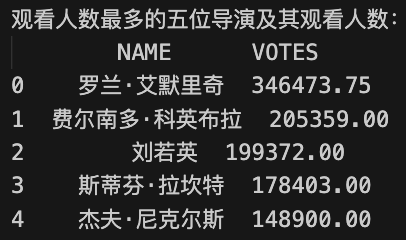 观看人数最多的五位导演及其观看人数:
NAME VOTES
0 罗兰·艾默里奇 346473.75
1 费尔南多·科英布拉 205359.00
2 刘若英 199372.00
3 斯蒂芬·拉坎特 178403.00
4 杰夫·尼克尔斯 148900.00